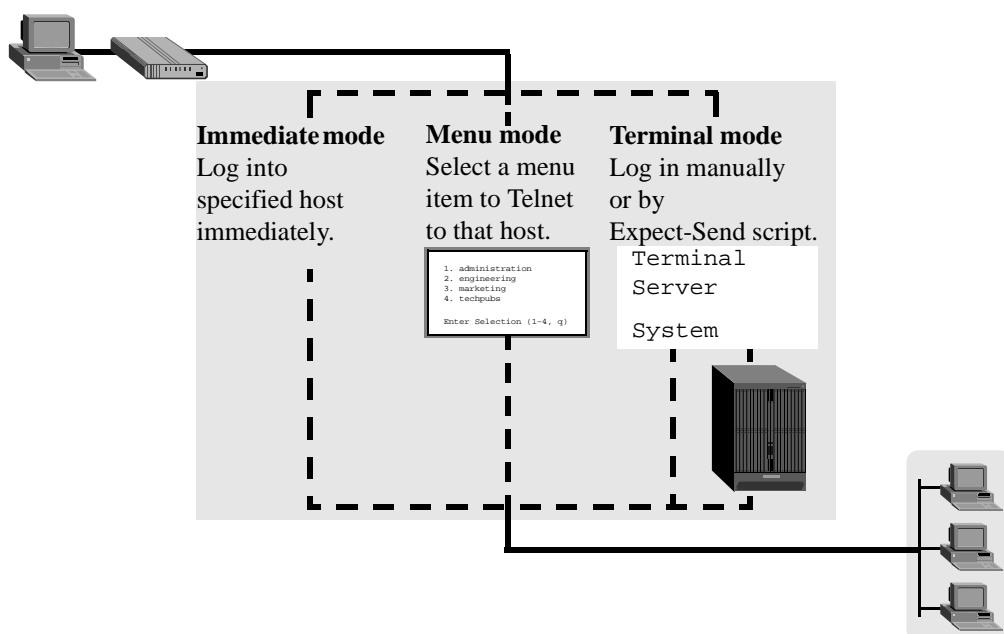 Immediate mode
Log into
specified host
immediately.
Menu mode
Select a menu
item to Telnet
to that host.
1. administration
2. engineering
3. marketing
4. techpubs
Enter Selection (1-4, q)
Terminal mode
Log in manually
or by
Expect-Send script.
Terminal
Server
System